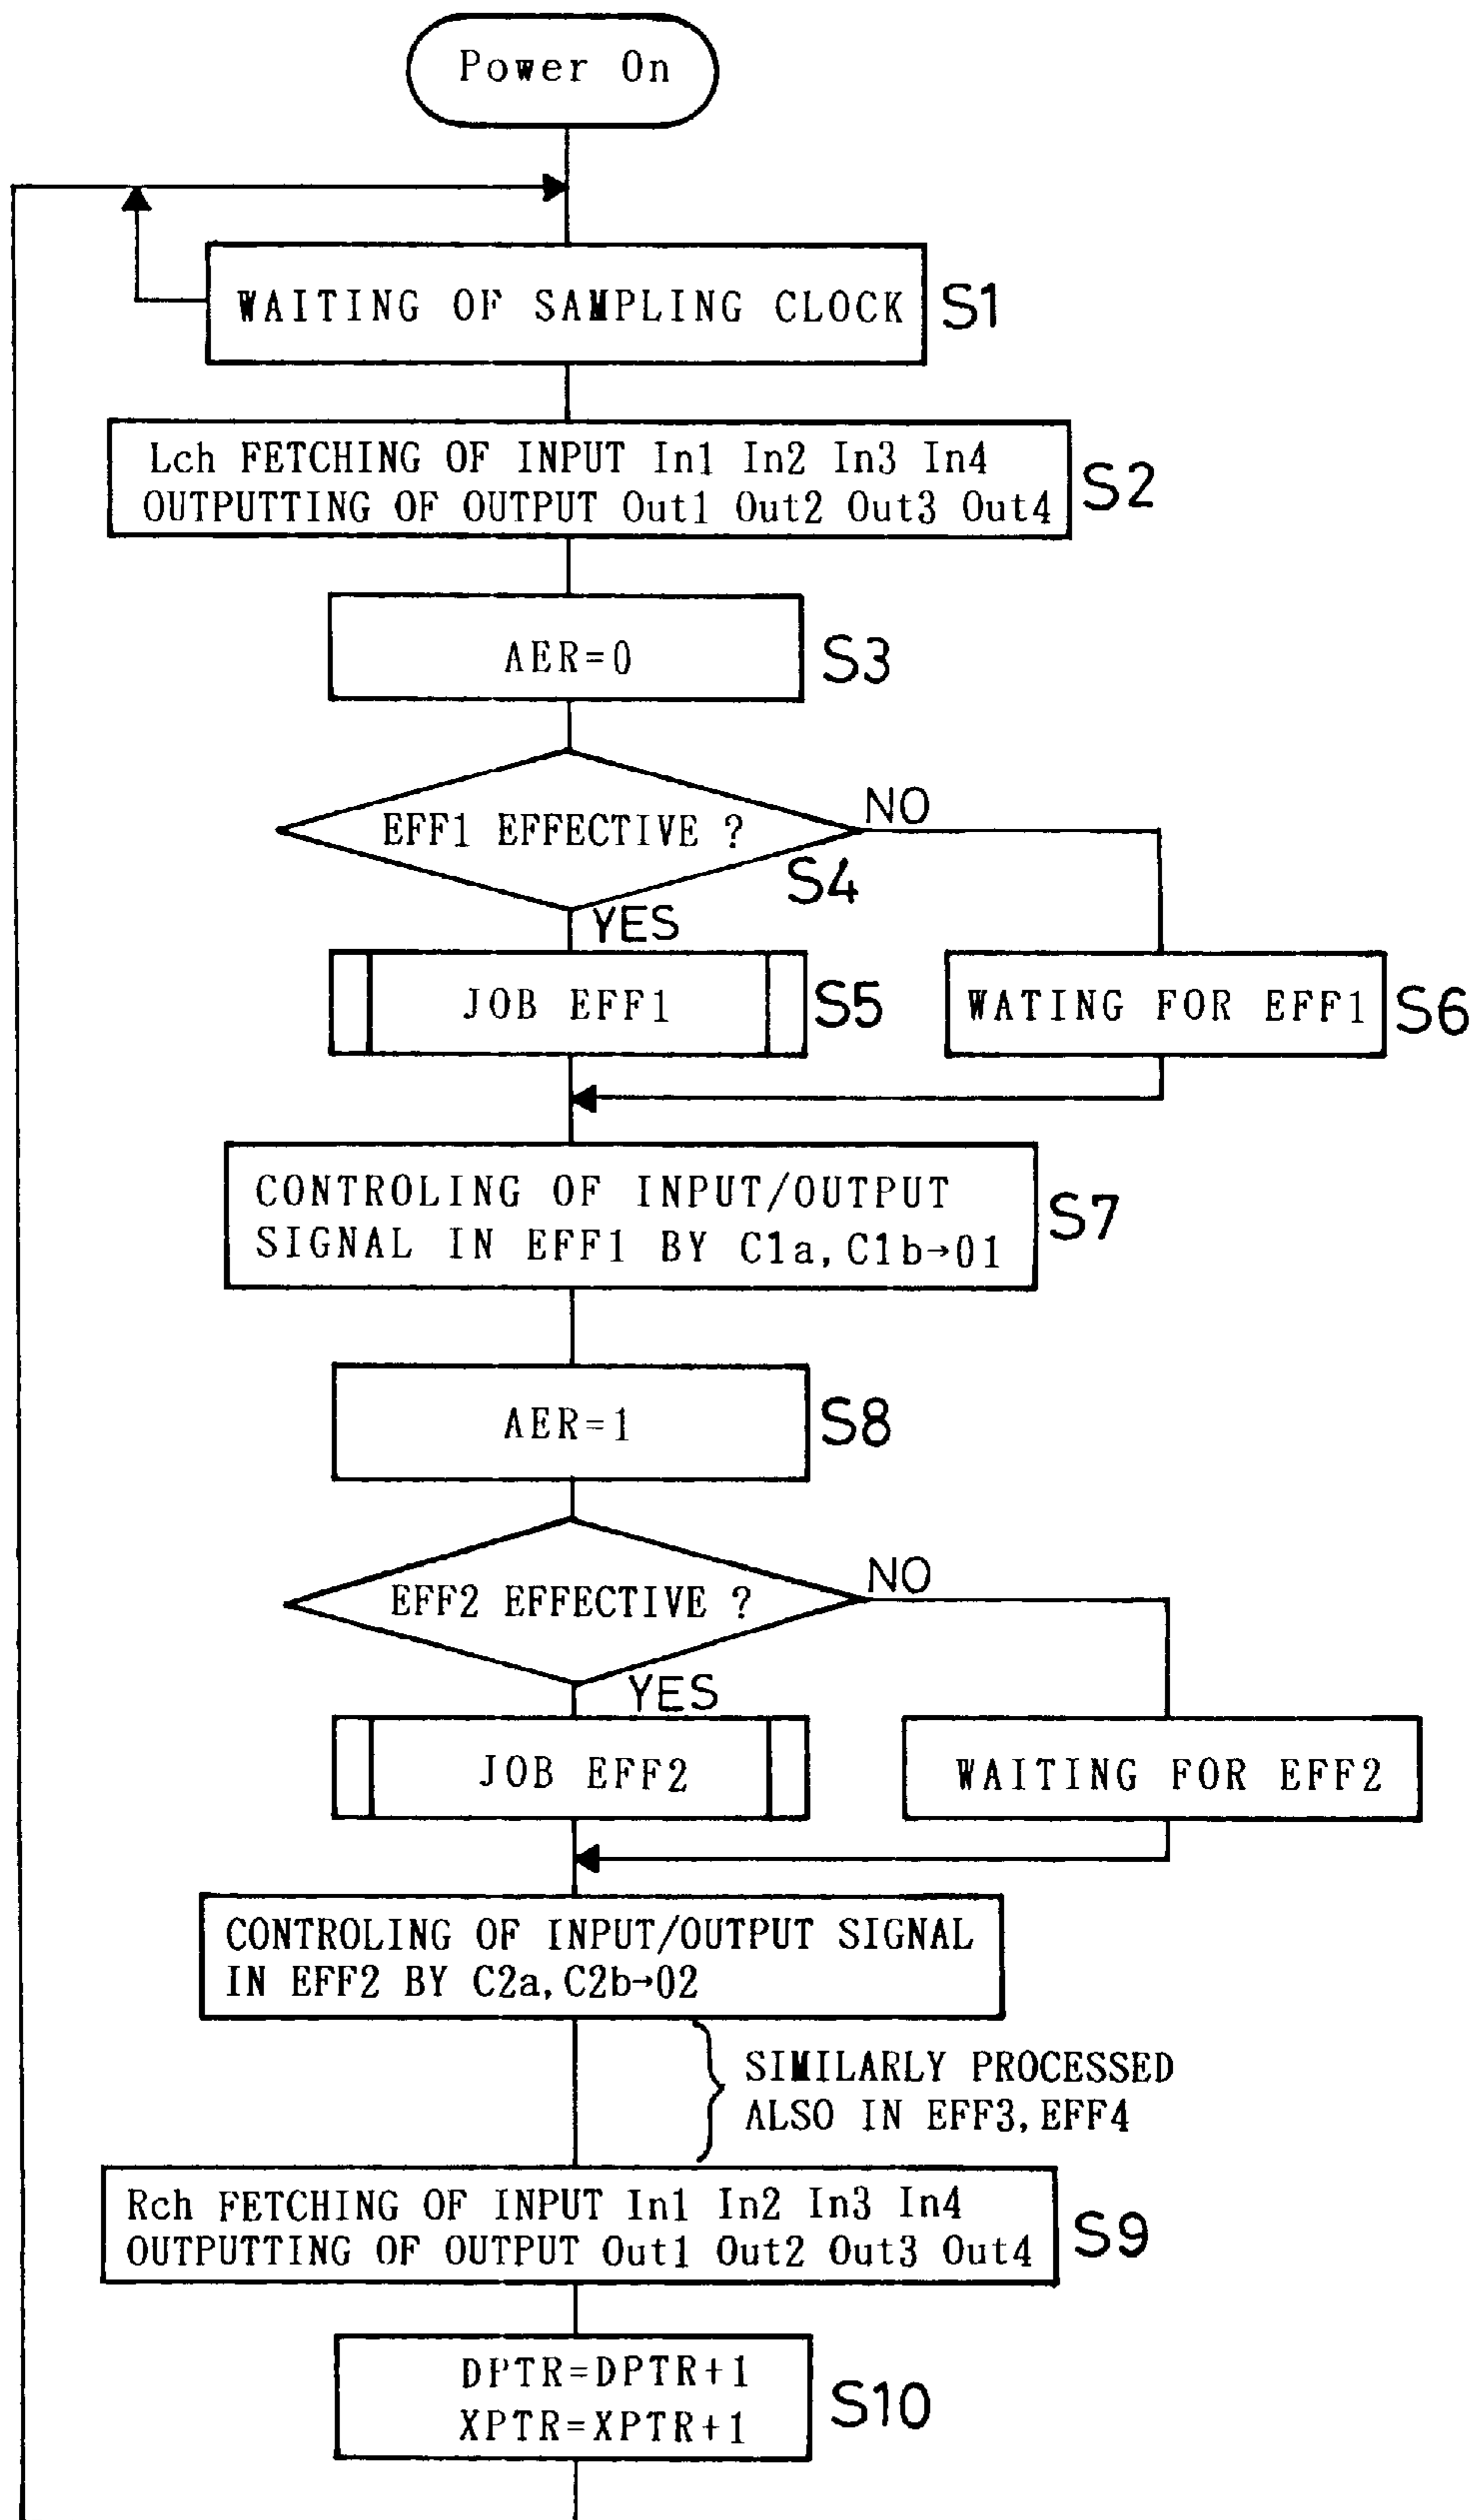 Power On
WAITING OF SAMPLING CLOCK
S1
Lch FETCHING OF INPUT In1 In2 In3 In4
OUTPUTTING OF OUTPUT Out1 Out2 Out3 Out4
S2
AER=0
S3
EFF1 EFFECTIVE ?
NO
S4
YES
JOB EFF1
S5
WATING FOR EFF1
S6
CONTROLING OF INPUT/OUTPUT
SIGNAL IN EFF1 BY C1a,C1b→01
S7
AER=1
S8
EFF2 EFFECTIVE ?
NO
YES
JOB EFF2
WAITING FOR EFF2
CONTROLING OF INPUT/OUTPUT SIGNAL
IN EFF2 BY C2a,C2b→02
SIMILARLY PROCESSED
ALSO IN EFF3,EFF4
Rch FETCHING OF INPUT In1 In2 In3 In4
OUTPUTTING OF OUTPUT Out1 Out2 Out3 Out4
S9
DPTR=DPTR+1
XPTR=XPTR+1
S10